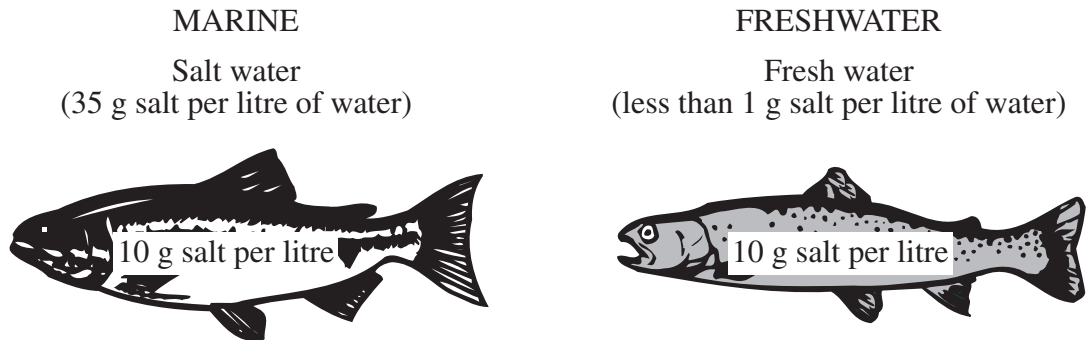 MARINE
Salt water
(35 g salt per litre of water)
10 g salt per litre
FRESHWATER
Fresh water
(less than 1 g salt per litre of water)
10 g salt per litre